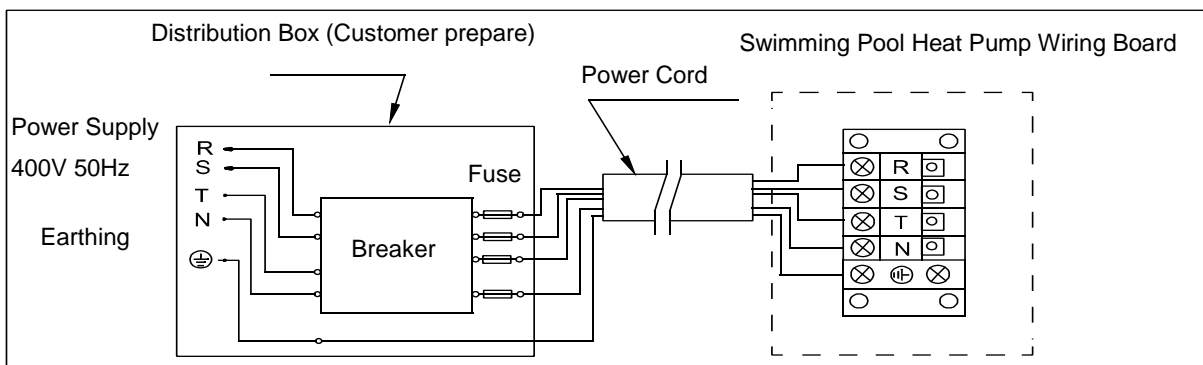 Distribution Box (Customer prepare)
Swimming Pool Heat Pump Wiring Board
Power Cord
Power Supply
400V 50Hz
Earthing
R
S
T
N
Fuse
Breaker
R
S
T
N